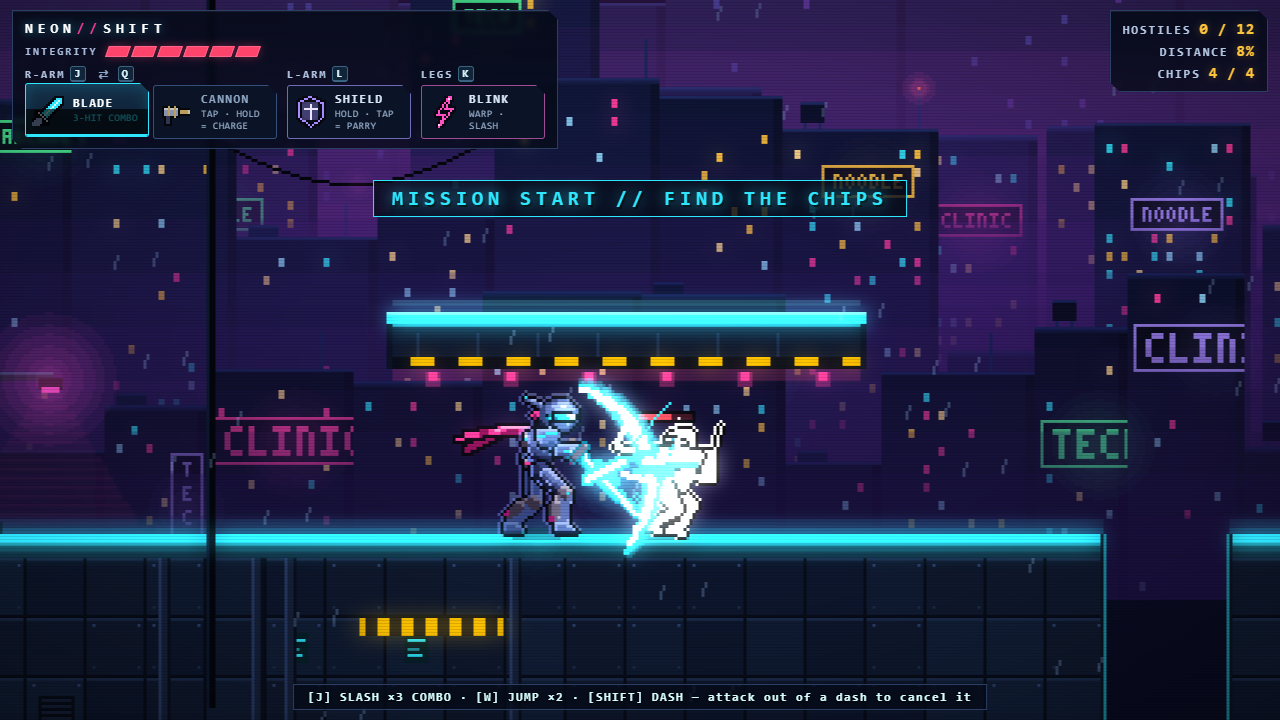 NEON//SHIFT
INTEGRITY
R-ARM J ⇄ Q
BLADE
3-HIT COMBO
CANNON
TAP · HOLD
= CHARGE
L-ARM L
SHIELD
HOLD · TAP
= PARRY
LEGS K
BLINK
WARP ·
SLASH
HOSTILES 0 / 12
DISTANCE 8%
CHIPS 4 / 4
MISSION START // FIND THE CHIPS
NOODLE
CLINIC
NOODLE
CLINIC
CLINI
TEC
TEC
[J] SLASH ×3 COMBO · [W] JUMP ×2 · [SHIFT] DASH — attack out of a dash to cancel it